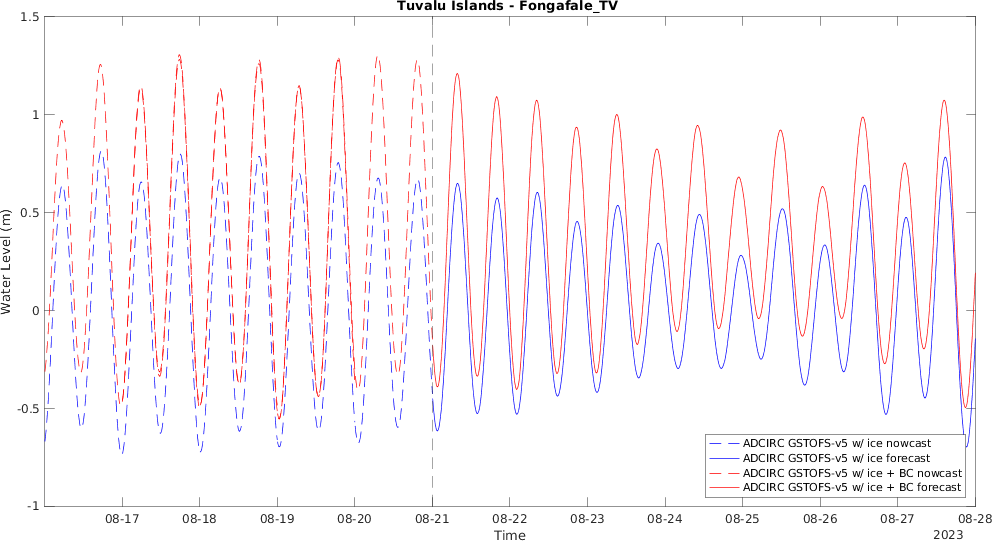 Tuvalu Islands - Fongafale_TV
1.5
1
0.5
0
-0.5
-1
Water Level (m)
08-17 08-18 08-19 08-20 08-21 08-22 08-23 08-24 08-25 08-26 08-27 08-28
Time
2023
ADCIRC GSTOFS-v5 w/ ice nowcast
ADCIRC GSTOFS-v5 w/ ice forecast
ADCIRC GSTOFS-v5 w/ ice + BC nowcast
ADCIRC GSTOFS-v5 w/ ice + BC forecast